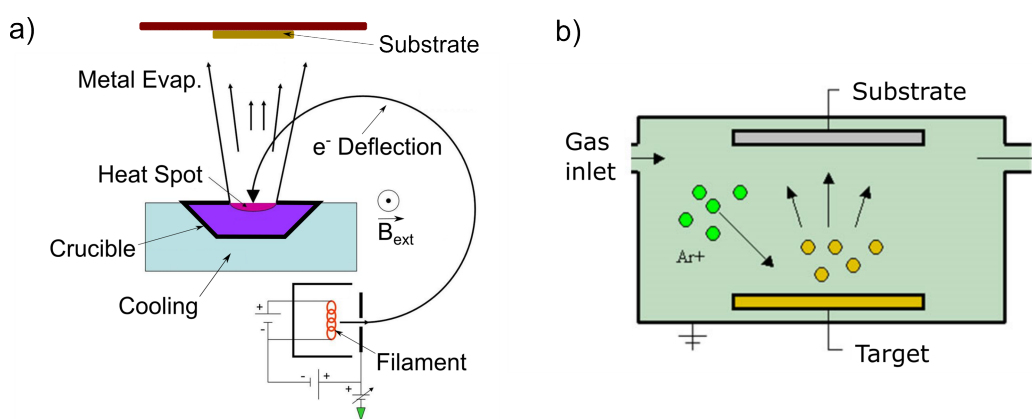 a)
Substrate
Metal Evap.
e- Deflection
Heat Spot
Crucible
B ext
Cooling
+
-
Filament
- +
+
b)
Substrate
Gas
inlet
Ar+
Target